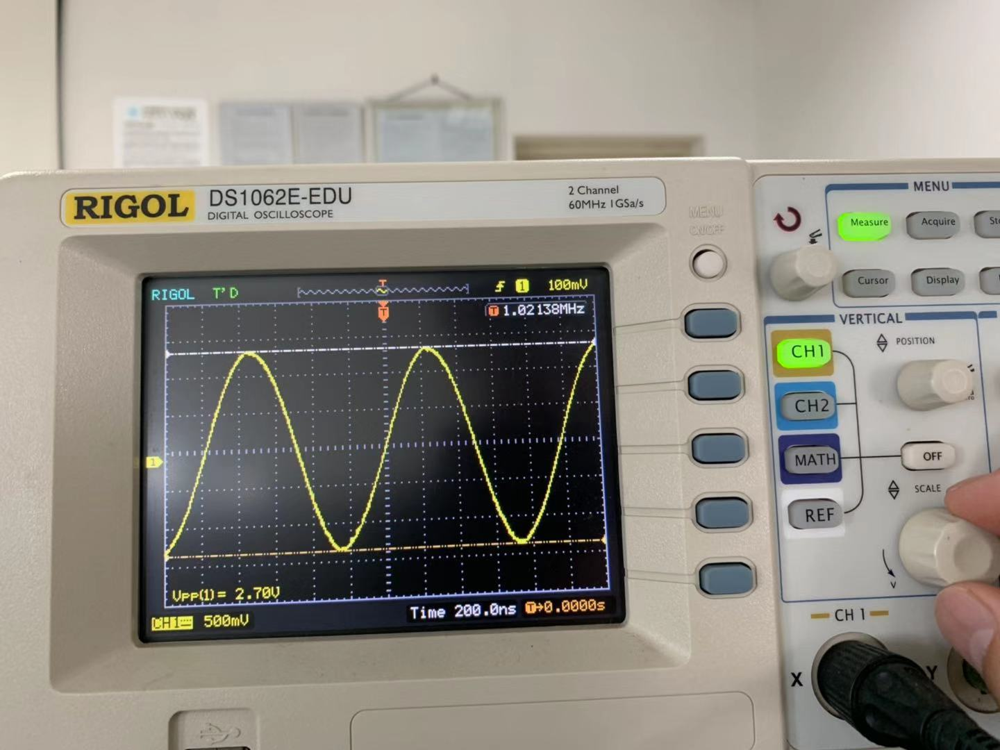 RIGOL DS1062E-EDU
DIGITAL OSCILLOSCOPE
2 Channel
60MHz 1GSa/s
MENU
ON/OFF
RIGOL T'D T 1 100mV
T T 1.02138MHz
1
Vpp(1)= 2.70V
CH1 500mV Time 200.0ns T→0.0000s
MENU
Measure Acquire
Cursor Display
VERTICAL
CH1 POSITION
CH2
MATH OFF
SCALE
REF
V
CH 1
X Y